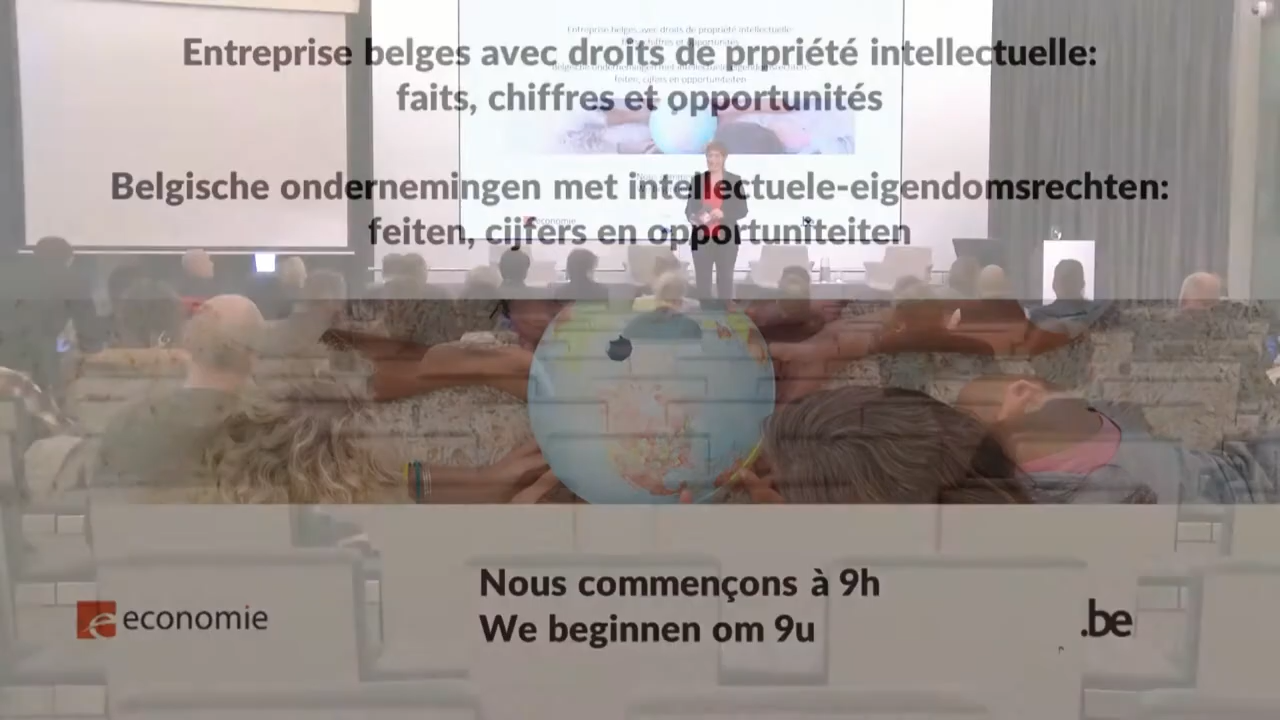 Entreprise belges avec droits de prpriété intellectuelle:
faits, chiffres et opportunités
Belgische ondernemingen met intellectuele-eigendomsrechten:
feiten, cijfers en opportuniteiten
Nous commençons à 9h
We beginnen om 9u
economie
.be